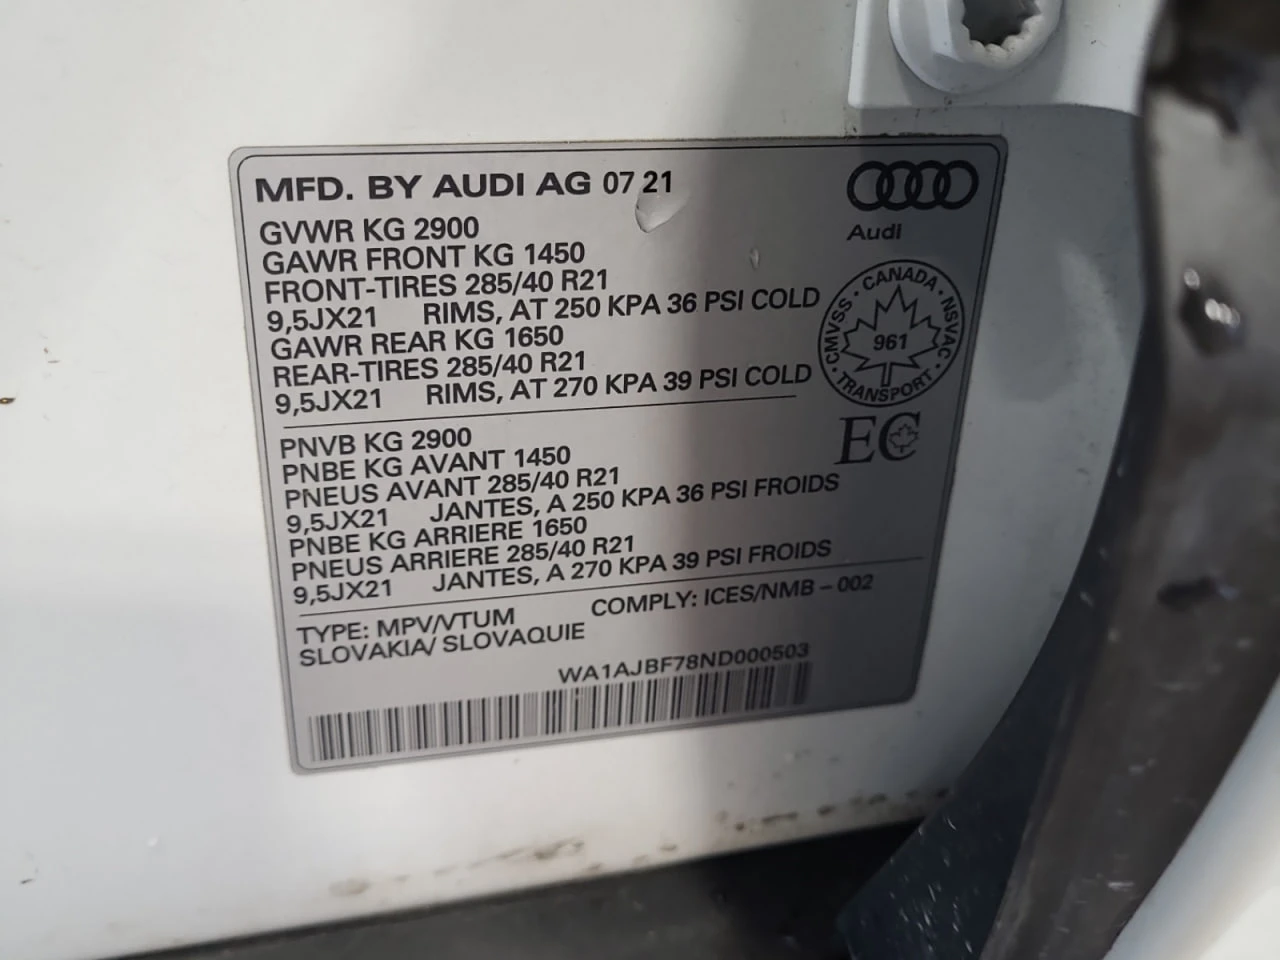 MFD. BY AUDI AG 07 21
Audi
GVWR KG 2900
GAWR FRONT KG 1450
FRONT-TIRES 285/40 R21
9,5JX21 RIMS, AT 250 KPA 36 PSI COLD
GAWR REAR KG 1650
REAR-TIRES 285/40 R21
9,5JX21 RIMS, AT 270 KPA 39 PSI COLD
CMVSS · CANADA · NSVAC · TRANSPORT ·
961
EC
PNVB KG 2900
PNBE KG AVANT 1450
PNEUS AVANT 285/40 R21
9,5JX21 JANTES, A 250 KPA 36 PSI FROIDS
PNBE KG ARRIERE 1650
PNEUS ARRIERE 285/40 R21
9,5JX21 JANTES, A 270 KPA 39 PSI FROIDS
TYPE: MPV/VTUM COMPLY: ICES/NMB - 002
SLOVAKIA/ SLOVAQUIE
WA1AJBF78ND000503